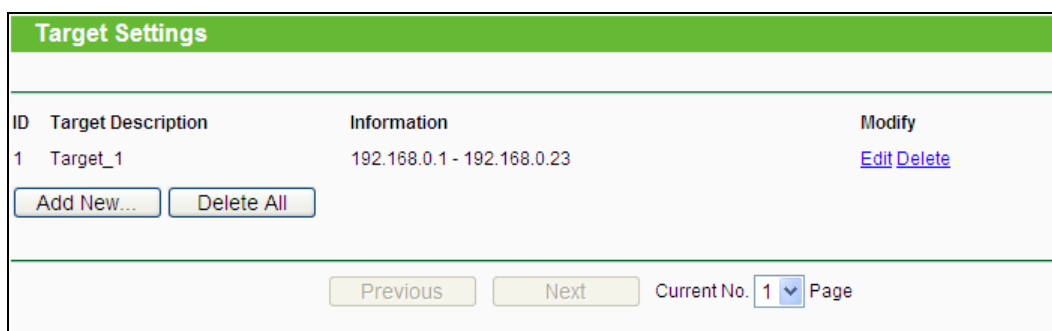 Target Settings
ID Target Description Information Modify
1 Target_1 192.168.0.1 - 192.168.0.23 Edit Delete
Add New... Delete All
Previous Next Current No. 1 Page